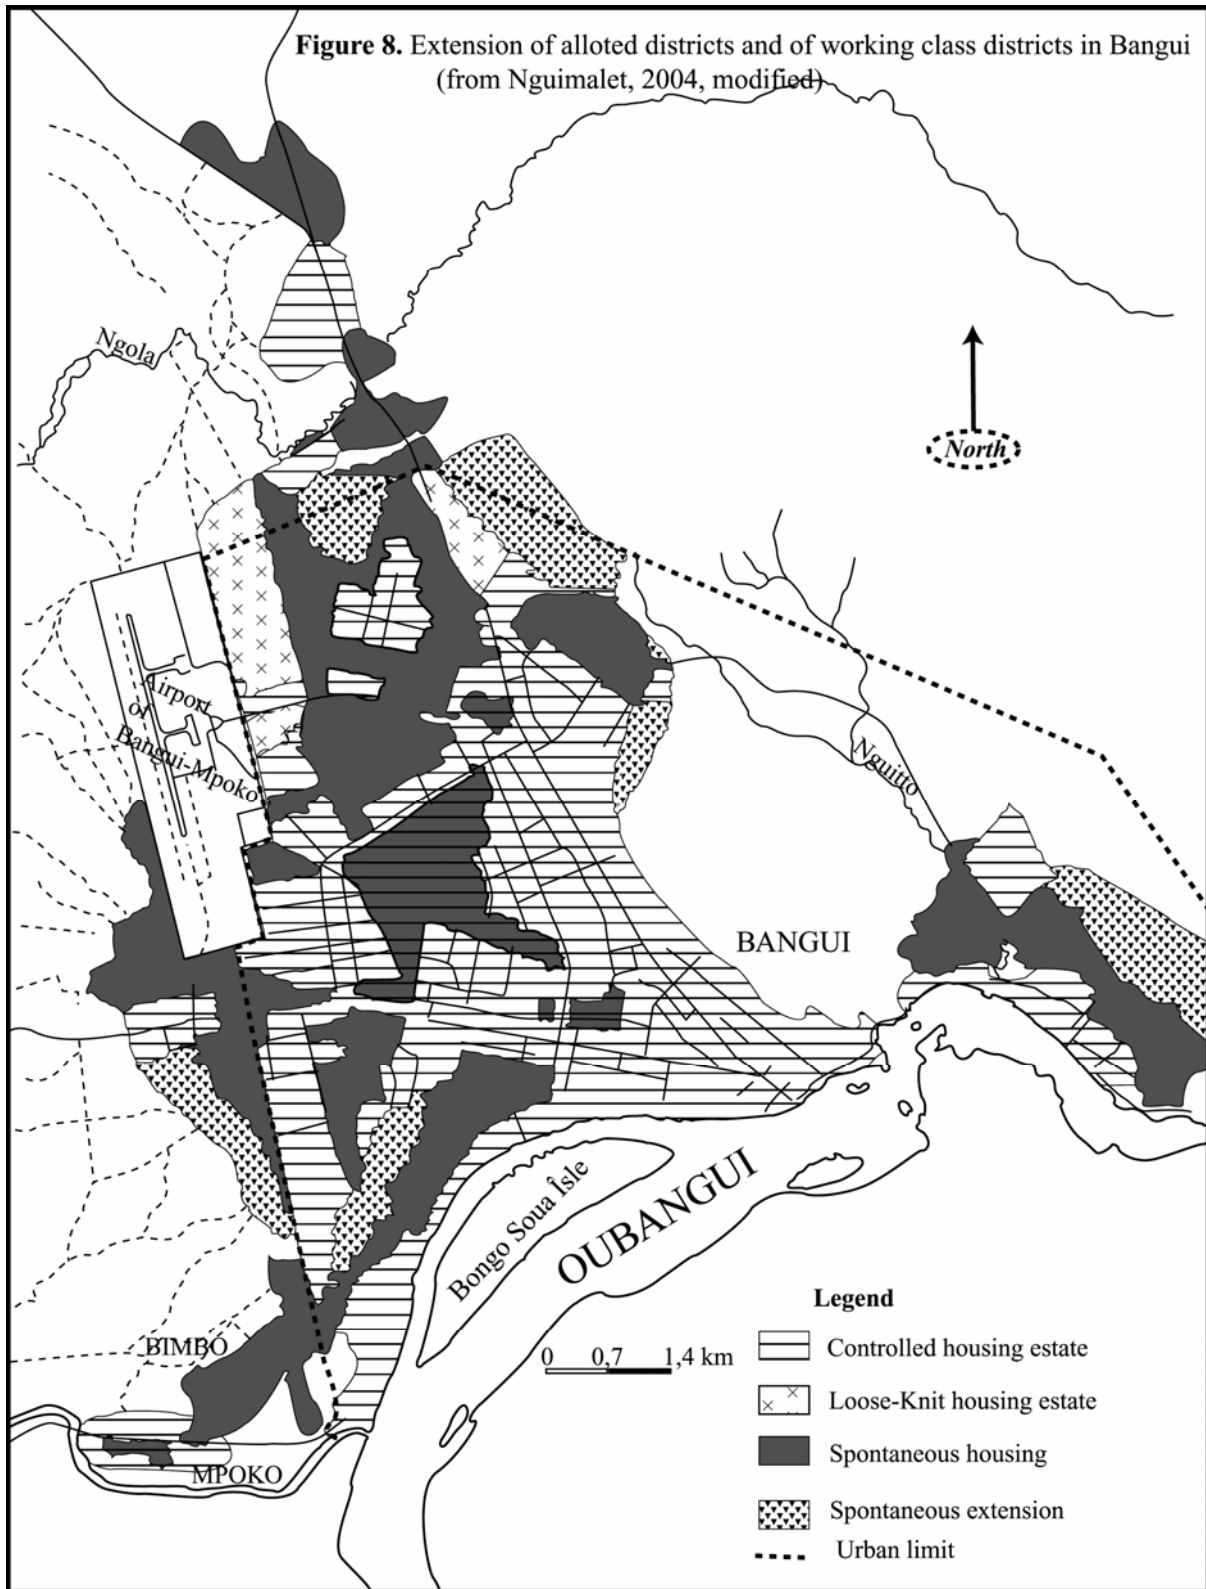 Figure 8. Extension of alloted districts and of working class districts in Bangui
(from Nguimalet, 2004, modified)
Ngola
North
Airport
of
Bangui-Mpoko
Nguitto
BANGUI
Bongo Soua Îsle
OUBANGUI
BIMBO
MPOKO
0 0,7 1,4 km
Legend
Controlled housing estate
Loose-Knit housing estate
Spontaneous housing
Spontaneous extension
Urban limit